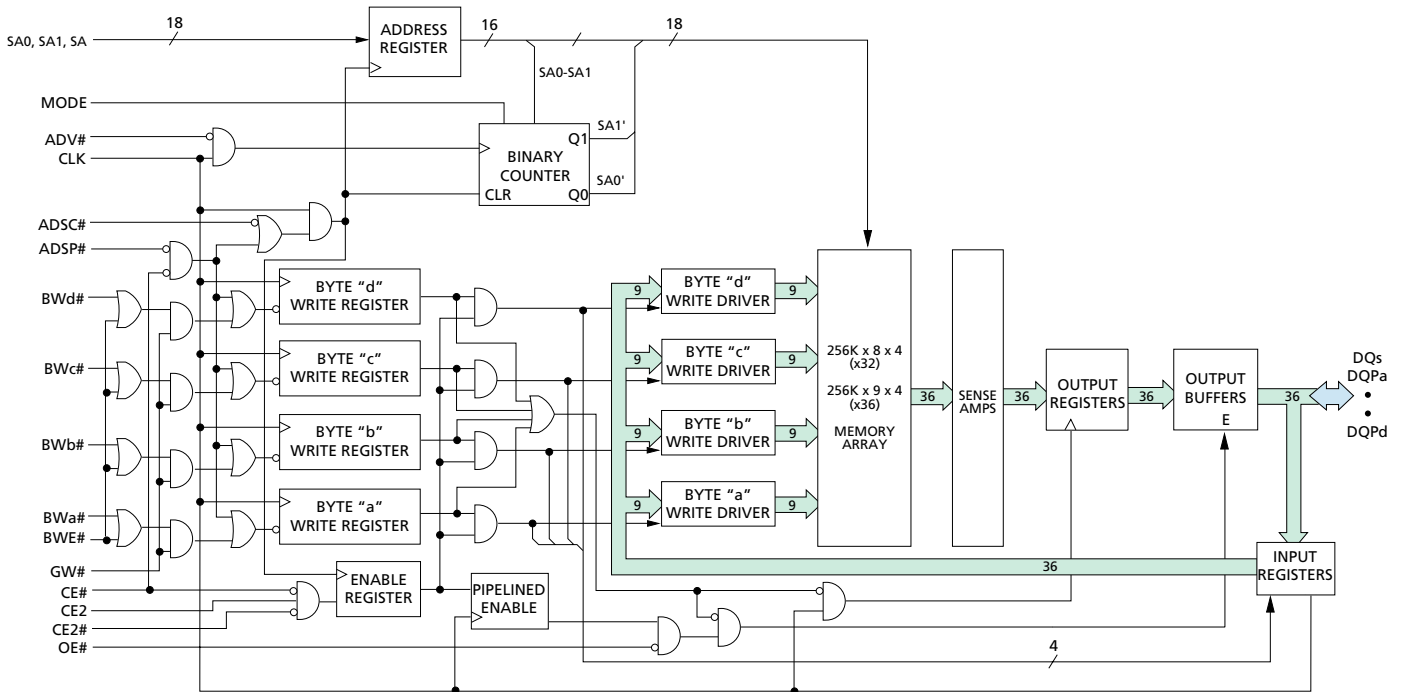 18
SA0, SA1, SA
ADDRESS
REGISTER
16
18
SA0-SA1
MODE
ADV#
CLK
BINARY
COUNTER
CLR
Q1
Q0
SA1'
SA0'
ADSC#
ADSP#
BWd#
BYTE “d”
WRITE REGISTER
9
BYTE “d”
WRITE DRIVER
9
BWc#
BYTE “c”
WRITE REGISTER
9
BYTE “c”
WRITE DRIVER
9
BWb#
BYTE “b”
WRITE REGISTER
9
BYTE “b”
WRITE DRIVER
9
BWa#
BWE#
BYTE “a”
WRITE REGISTER
9
BYTE “a”
WRITE DRIVER
9
256K x 8 x 4
(x32)
256K x 9 x 4
(x36)
MEMORY
ARRAY
36
SENSE
AMPS
36
OUTPUT
REGISTERS
36
OUTPUT
BUFFERS
E
36
DQs
DQPa
•
•
DQPd
GW#
CE#
CE2
CE2#
OE#
ENABLE
REGISTER
PIPELINED
ENABLE
36
INPUT
REGISTERS
4